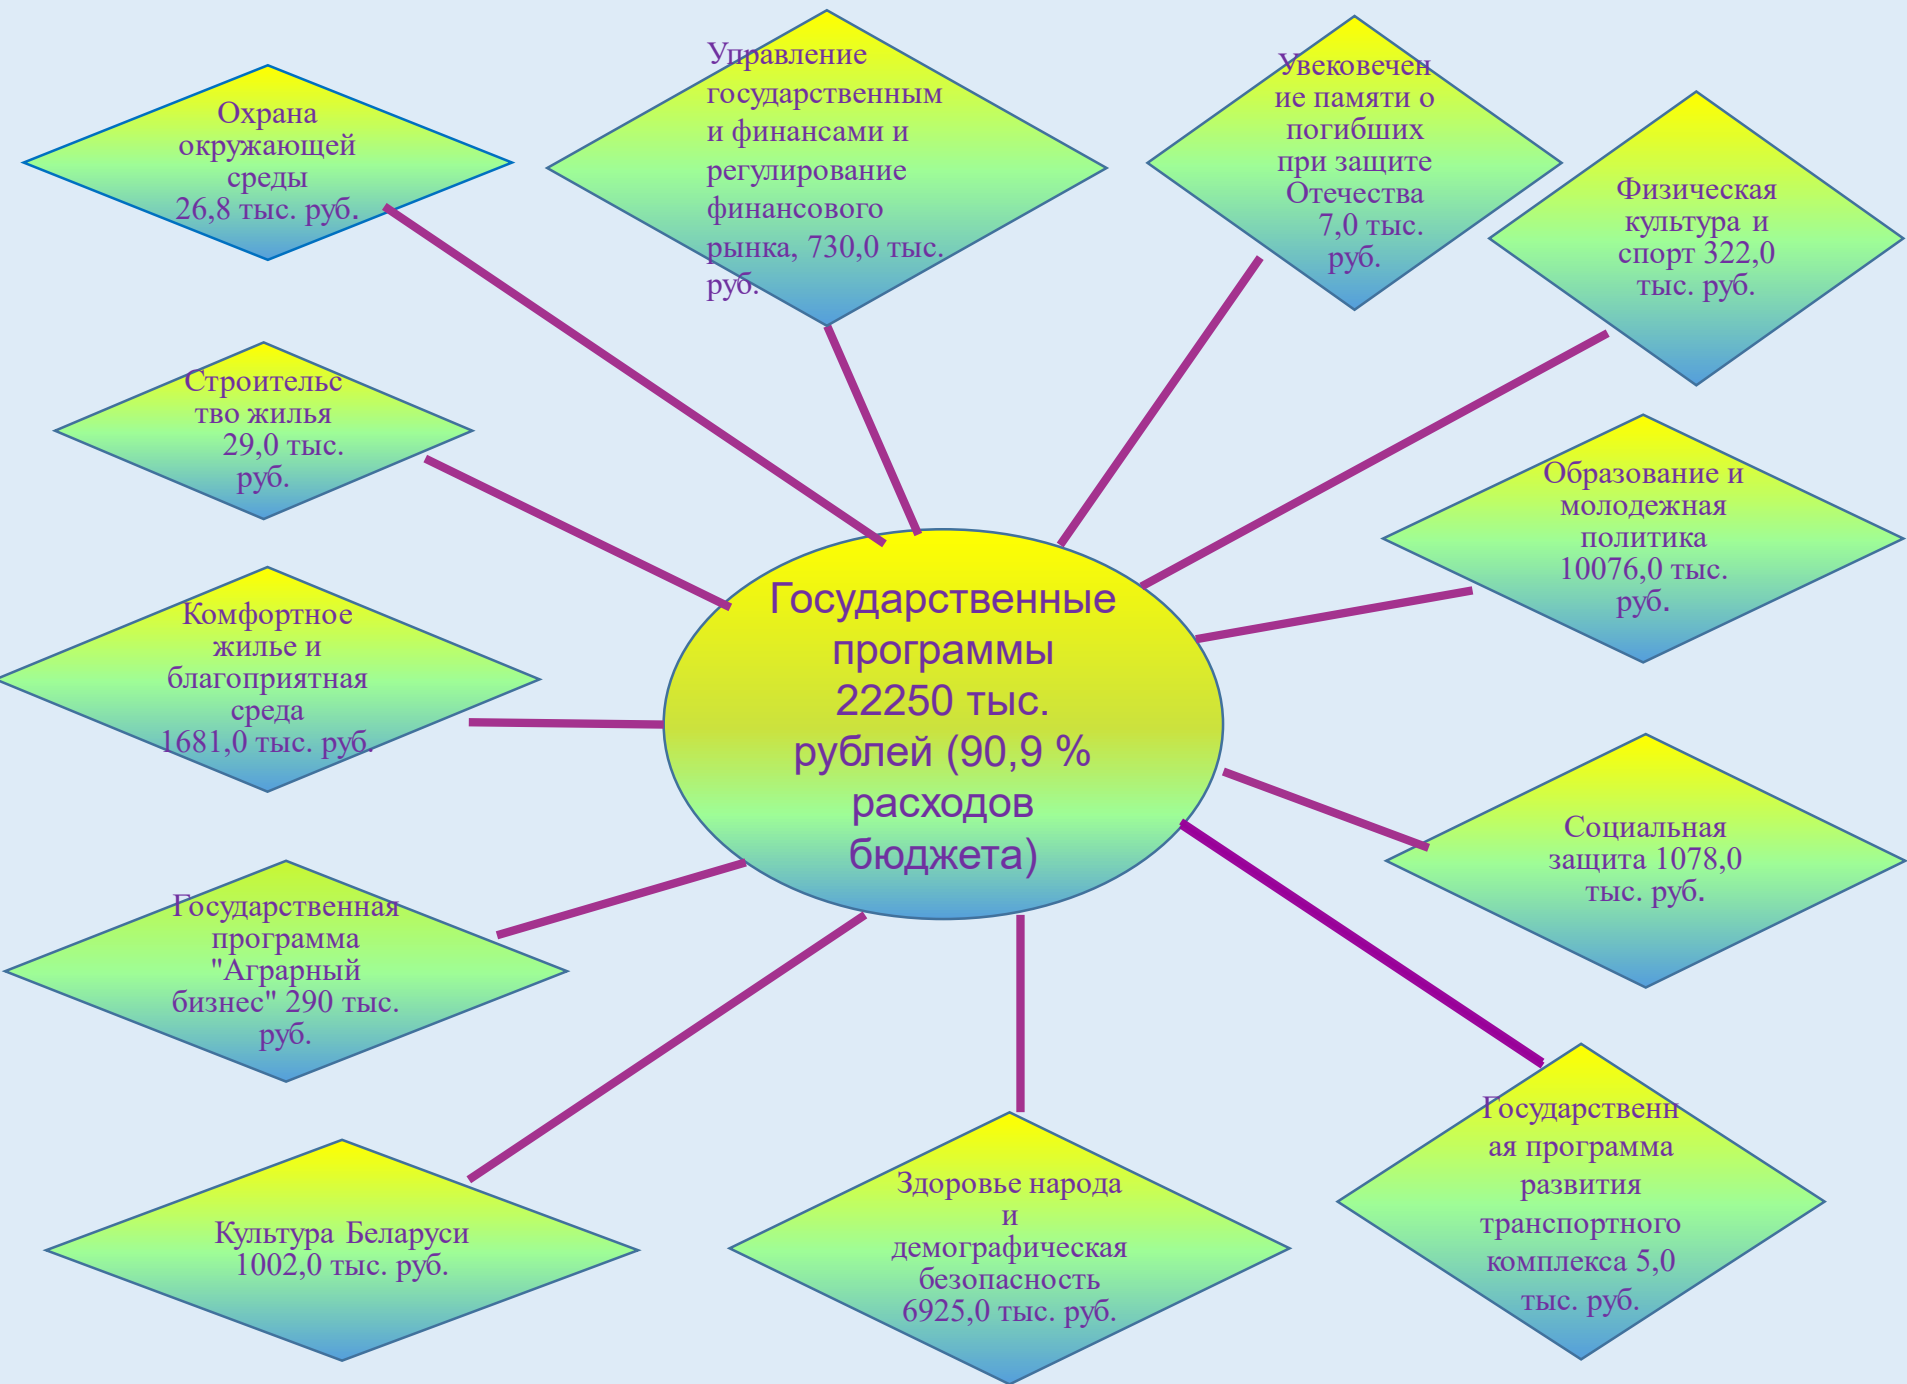 Охрана
окружающей
среды
26,8 тыс. руб.
Управление
государственным
и финансами и
регулирование
финансового
рынка, 730,0 тыс.
руб.
Увековечен
ие памяти о
погибших
при защите
Отечества
7,0 тыс.
руб.
Физическая
культура и
спорт 322,0
тыс. руб.
Строительс
тво жилья
29,0 тыс.
руб.
Образование и
молодежная
политика
10076,0 тыс.
руб.
Комфортное
жилье и
благоприятная
среда
1681,0 тыс. руб.
Государственные
программы
22250 тыс.
рублей (90,9 %
расходов
бюджета)
Социальная
защита 1078,0
тыс. руб.
Государственная
программа
"Аграрный
бизнес" 290 тыс.
руб.
Культура Беларуси
1002,0 тыс. руб.
Здоровье народа
и
демографическая
безопасность
6925,0 тыс. руб.
Государственн
ая программа
развития
транспортного
комплекса 5,0
тыс. руб.